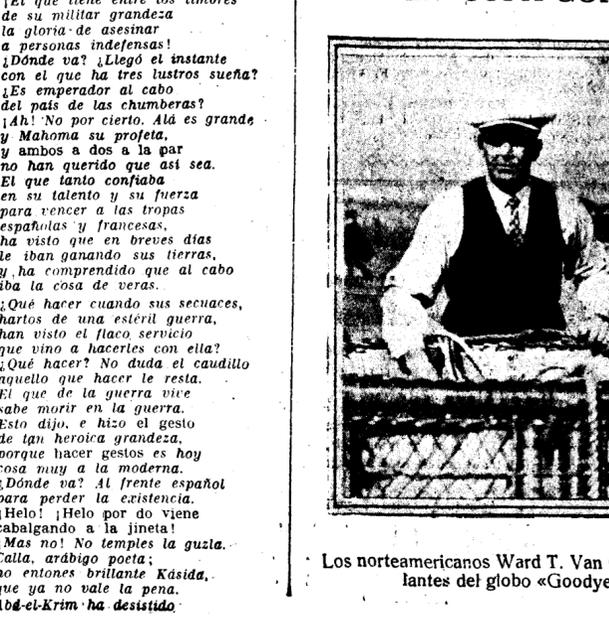 ¡El que tiene entre los timbres
de su militar grandeza
la gloria de asesinar
a personas indefensas!
¿Dónde va? ¿Llegó el instante
con el que ha tres lustros sueña?
¿Es emperador al cabo
del país de las chumberas?
¡Ah! No por cierto. Alá es grande
y Mahoma su profeta,
y ambos a dos a la par
no han querido que así sea.
El que tanto confiaba
en su talento y su fuerza
para vencer a las tropas
españolas y francesas,
ha visto que en breves días
le iban ganando sus tierras,
y ha comprendido que al cabo
iba la cosa de veras.
¿Qué hacer cuando sus secuaces,
hartos de una estéril guerra,
han visto el flaco servicio
que vino a hacerles con ella?
¿Qué hacer? No duda el caudillo
aquello que hacer le resta.
El que de la guerra vive
sabe morir en la guerra.
Esto dijo, e hizo el gesto
de tan heroica grandeza,
porque hacer gestos es hoy
cosa muy a la moderna.
¿Dónde va? Al frente español
para perder la existencia.
¡Helo! ¡Helo por do viene
cabalgando a la jineta!
¡Mas no! No temples la guzla.
Calla, arábigo poeta;
no entones brillante Kásida,
que ya no vale la pena.
Abd-el-Krim ha desistido
Los norteamericanos Ward T. Van
lantes del globo «Goodye